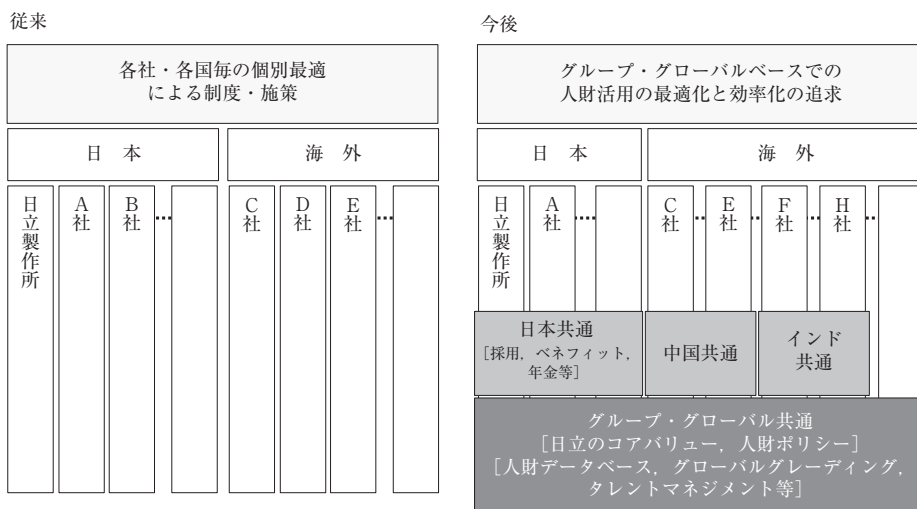 従来
各社・各国毎の個別最適
による制度・施策
日 本
海 外
日立製作所
A社
B社
…
C社
D社
E社
…
今後
グループ・グローバルベースでの
人財活用の最適化と効率化の追求
日 本
海 外
日立製作所
A社
…
C社
…
E社
…
F社
…
H社
…
日本共通
［採用，ベネフィット，
年金等］
中国共通
インド
共通
グループ・グローバル共通
［日立のコアバリュー，人財ポリシー］
［人財データベース，グローバルグレーディング，
タレントマネジメント等］